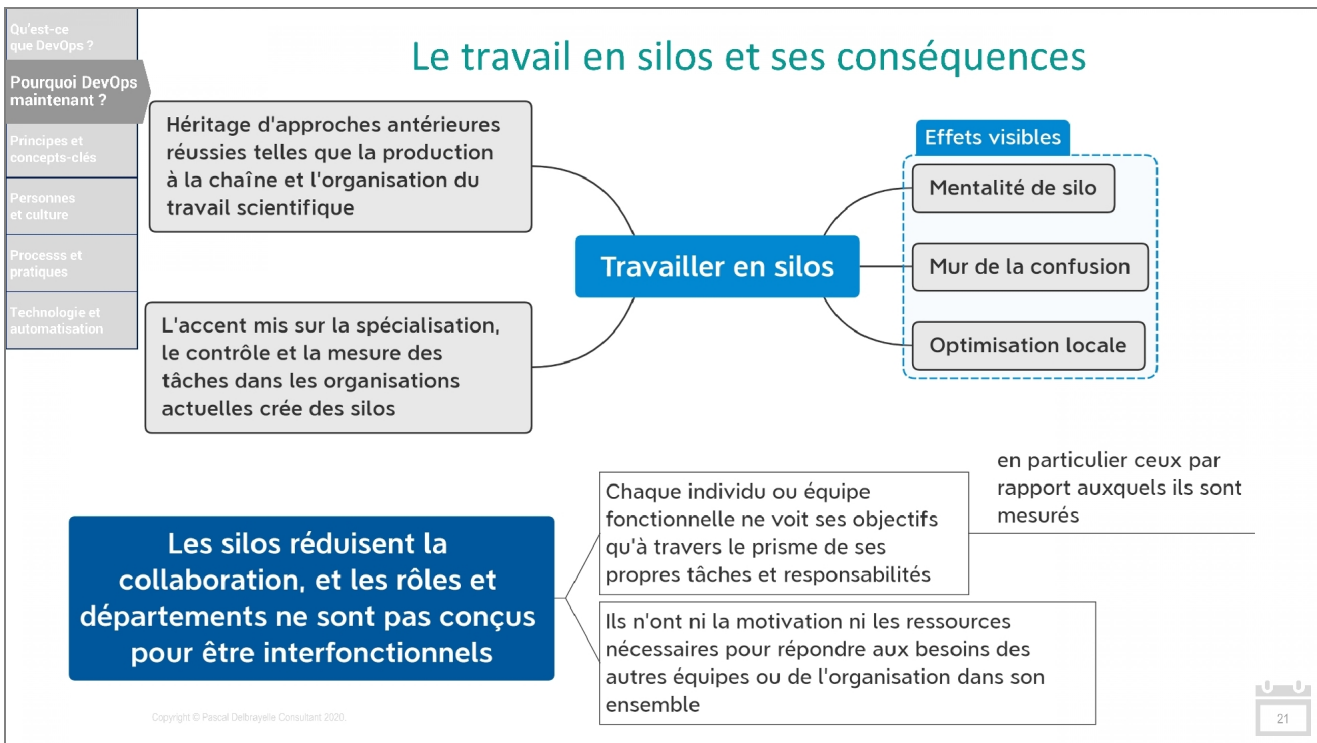 Qu'est-ce
que DevOps ?
Pourquoi DevOps
maintenant ?
Principes et
concepts-clés
Personnes
et culture
Processs et
pratiques
Technologie et
automatisation
Le travail en silos et ses conséquences
Héritage d'approches antérieures
réussies telles que la production
à la chaîne et l'organisation du
travail scientifique
L'accent mis sur la spécialisation,
le contrôle et la mesure des
tâches dans les organisations
actuelles crée des silos
Travailler en silos
Effets visibles
Mentalité de silo
Mur de la confusion
Optimisation locale
Les silos réduisent la
collaboration, et les rôles et
départements ne sont pas conçus
pour être interfonctionnels
Chaque individu ou équipe
fonctionnelle ne voit ses objectifs
qu'à travers le prisme de ses
propres tâches et responsabilités
en particulier ceux par
rapport auxquels ils sont
mesurés
Ils n'ont ni la motivation ni les ressources
nécessaires pour répondre aux besoins des
autres équipes ou de l'organisation dans son
ensemble
Copyright © Pascal Delbrayelle Consultant 2020.
21